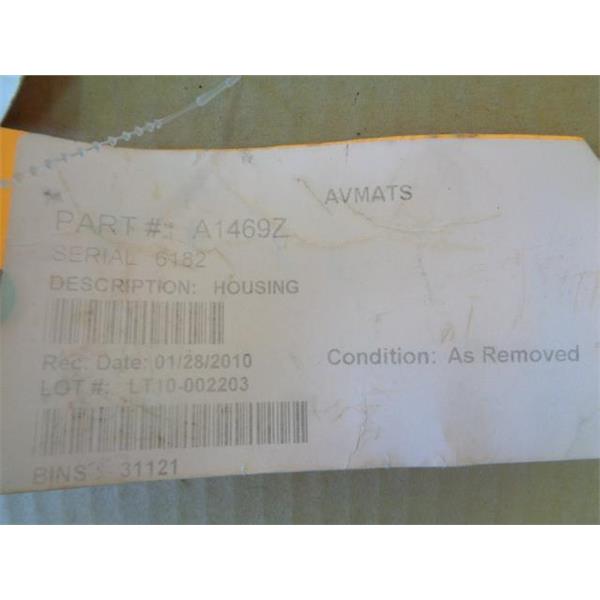 AVMATS
PART #: A1469Z
SERIAL 6182
DESCRIPTION: HOUSING
Rec. Date: 01/28/2010
Condition: As Removed
LOT #: LT10-002203
BINS 31121